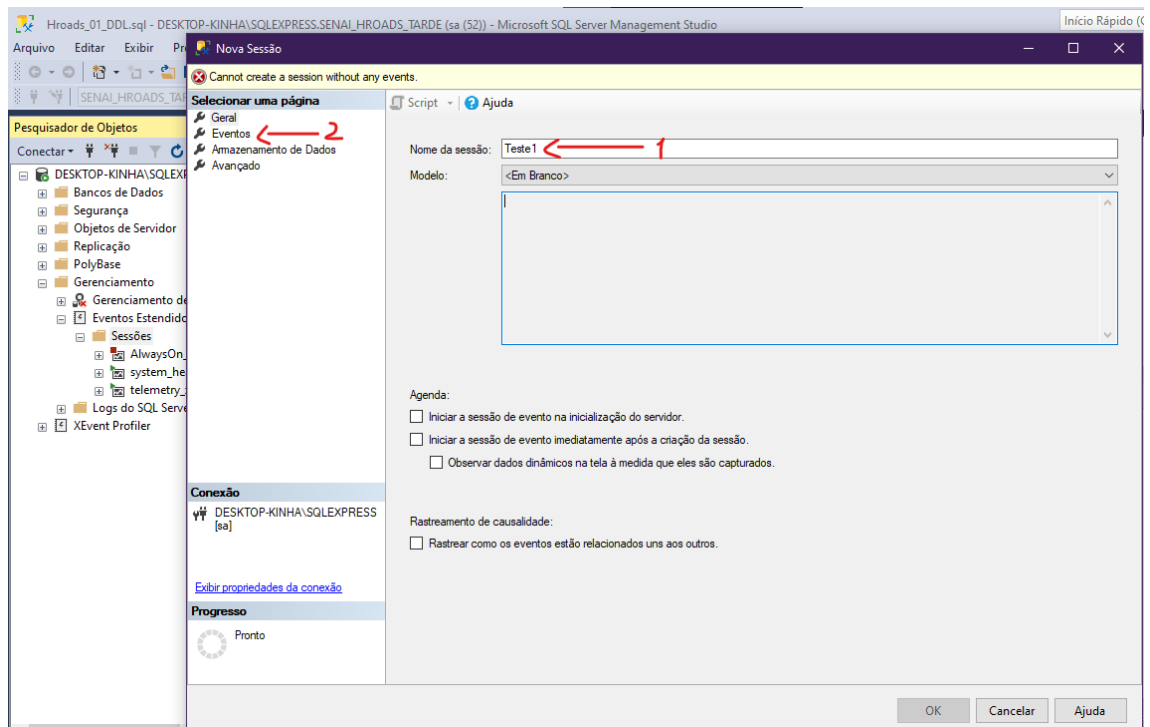 Hroads_01_DDL.sql - DESKTOP-KINHA\SQLEXPRESS.SENAI_HROADS_TARDE (sa (52)) - Microsoft SQL Server Management Studio
Início Rápido (
Arquivo Editar Exibir Pr
Nova Sessão
Cannot create a session without any events.
SENAI_HROADS_TAR
Selecionar uma página
Geral
Eventos
2
Armazenamento de Dados
Avançado
Script
Ajuda
Nome da sessão: Teste1
1
Modelo: <Em Branco>
Pesquisador de Objetos
Conectar
DESKTOP-KINHA\SQLEXP
Bancos de Dados
Segurança
Objetos de Servidor
Replicação
PolyBase
Gerenciamento
Gerenciamento de
Eventos Estendido
Sessões
AlwaysOn_
system_he
telemetry_
Logs do SQL Serve
XEvent Profiler
Agenda:
Iniciar a sessão de evento na inicialização do servidor.
Iniciar a sessão de evento imediatamente após a criação da sessão.
Observar dados dinâmicos na tela à medida que eles são capturados.
Rastreamento de causalidade:
Rastrear como os eventos estão relacionados uns aos outros.
Conexão
DESKTOP-KINHA\SQLEXPRESS
[sa]
Exibir propriedades da conexão
Progresso
Pronto
OK
Cancelar
Ajuda